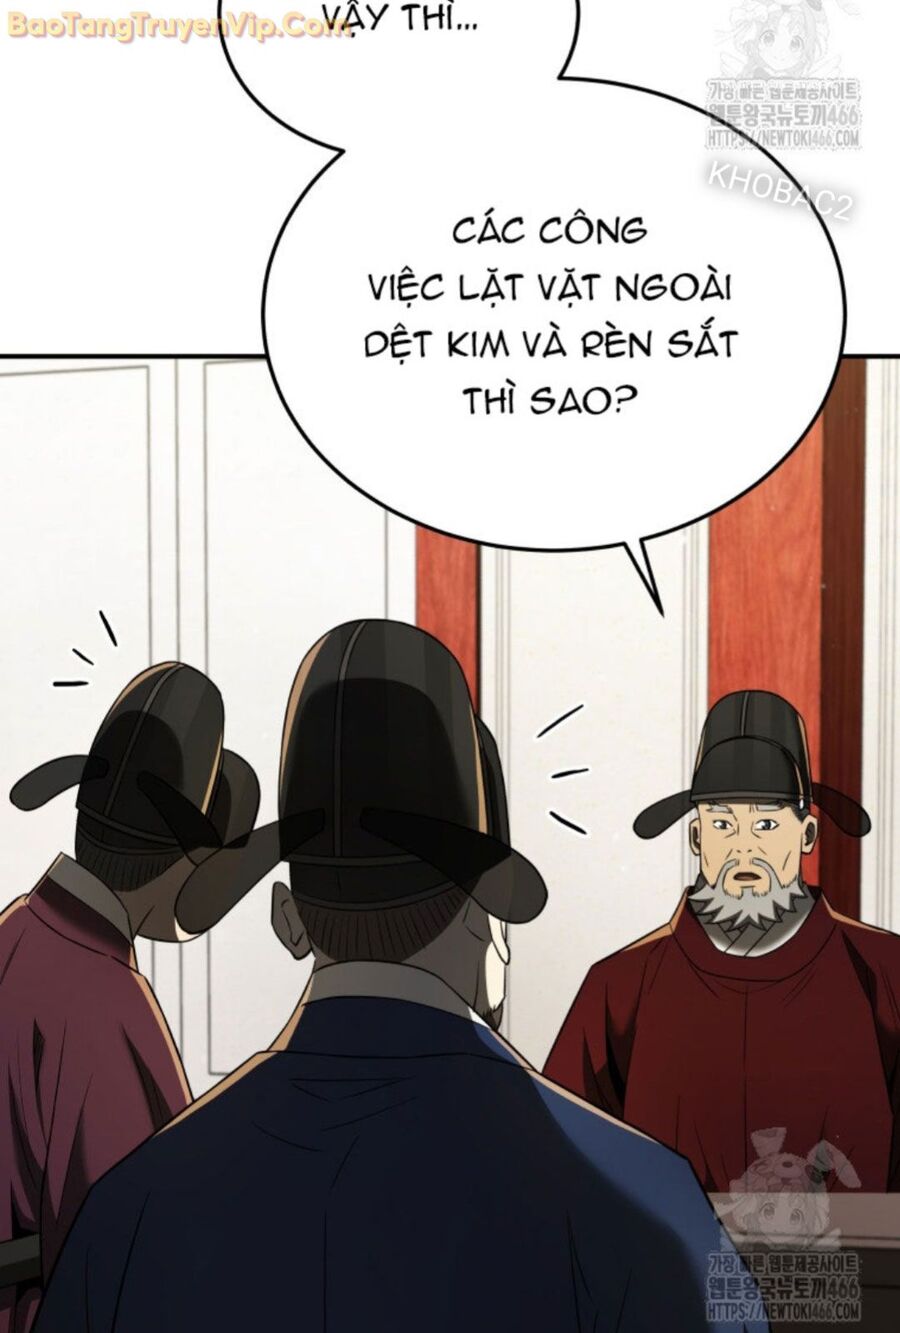 BaoTangTruyenVip.Com
VẬY THÌ...
가장 빠른 웹툰제공사이트
웹툰왕국뉴토끼466
HTTPS://NEWTOKI466.COM
KHOBAC2
CÁC CÔNG
VIỆC LẶT VẶT NGOÀI
DỆT KIM VÀ RÈN SẮT
THÌ SAO?
가장 빠른 웹툰제공사이트
웹툰왕국뉴토끼466
HTTPS://NEWTOKI466.COM